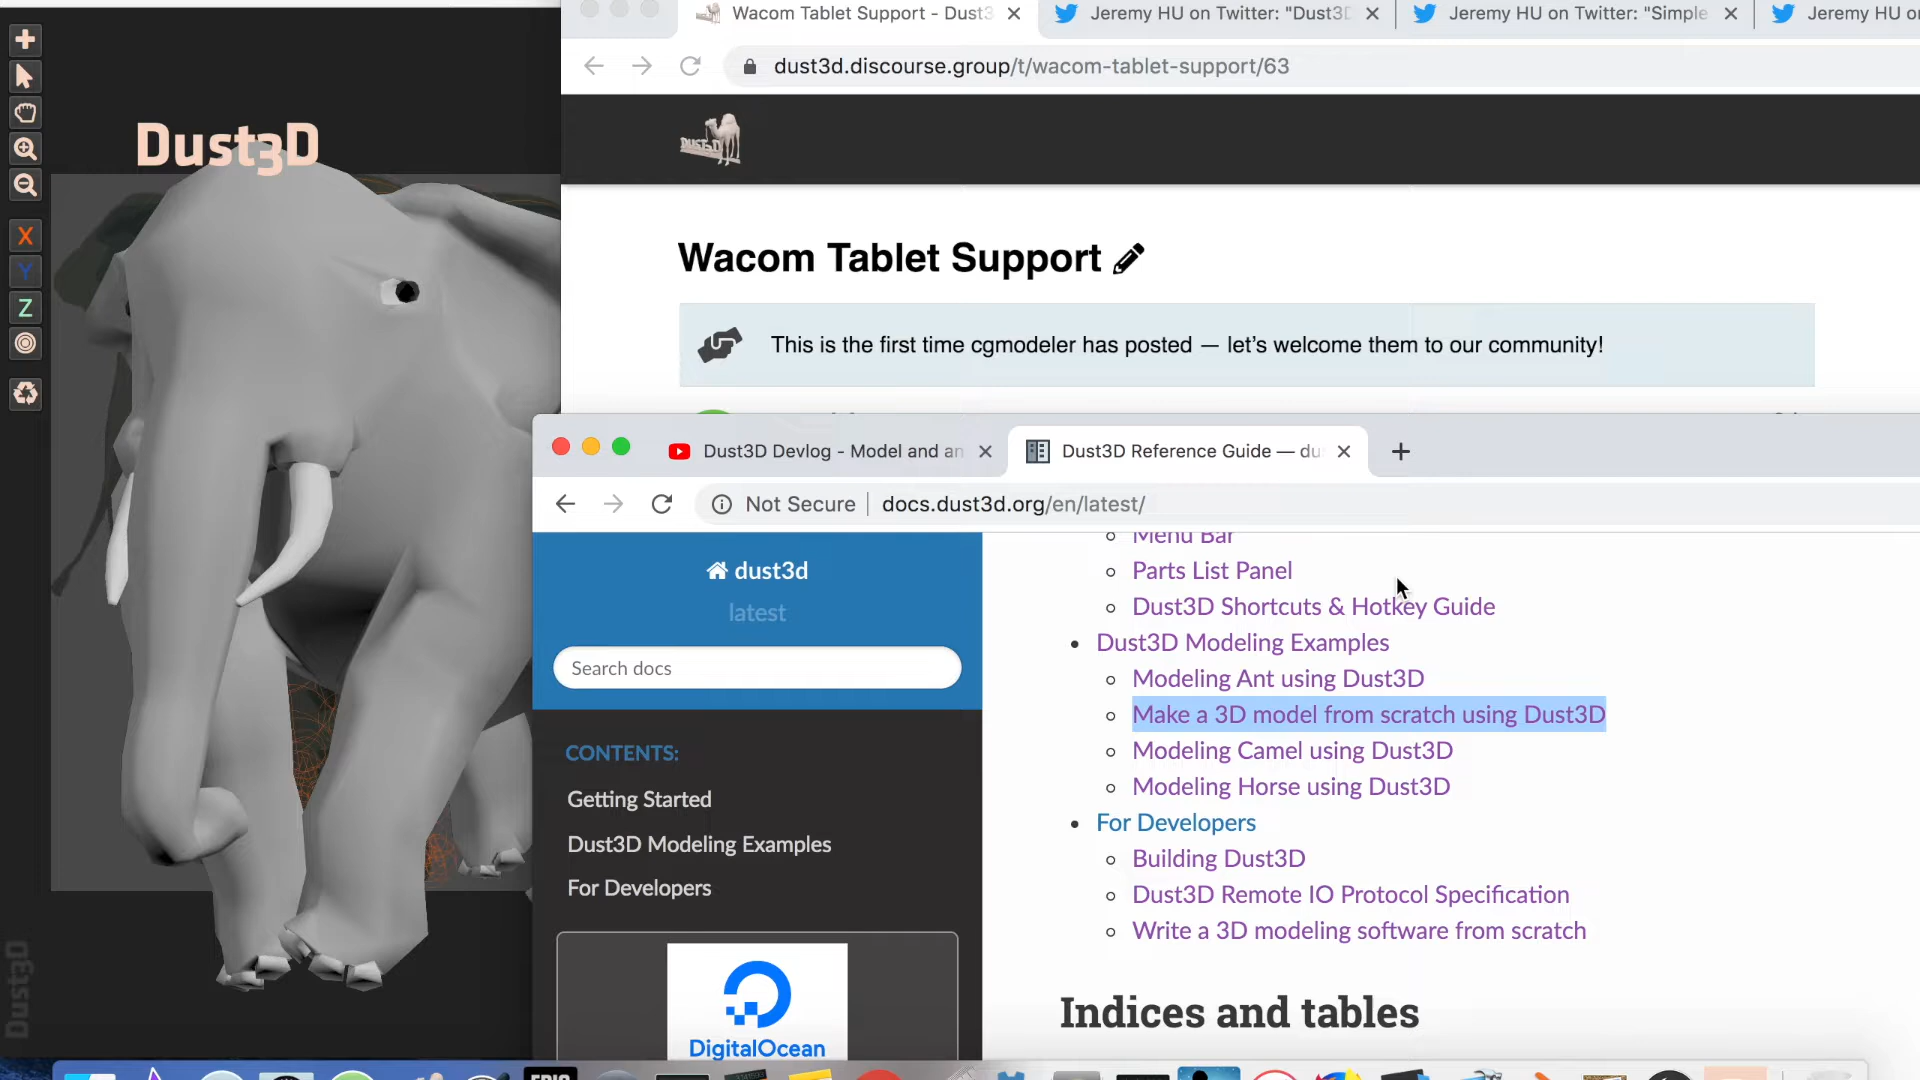 Wacom Tablet Support - Dust3
Jeremy HU on Twitter: "Dust3D
Jeremy HU on Twitter: "Simple
Jeremy HU on
dust3d.discourse.group/t/wacom-tablet-support/63
Dust3D
DUST3D
X
Y
Z
Wacom Tablet Support
This is the first time cgmodeler has posted — let's welcome them to our community!
Dust3D Devlog - Model and an
Dust3D Reference Guide — du
Not Secure
docs.dust3d.org/en/latest/
dust3d
latest
Search docs
CONTENTS:
Getting Started
Dust3D Modeling Examples
For Developers
DigitalOcean
Menu Bar
Parts List Panel
Dust3D Shortcuts & Hotkey Guide
Dust3D Modeling Examples
Modeling Ant using Dust3D
Make a 3D model from scratch using Dust3D
Modeling Camel using Dust3D
Modeling Horse using Dust3D
For Developers
Building Dust3D
Dust3D Remote IO Protocol Specification
Write a 3D modeling software from scratch
Indices and tables
Dust3D
EPIC